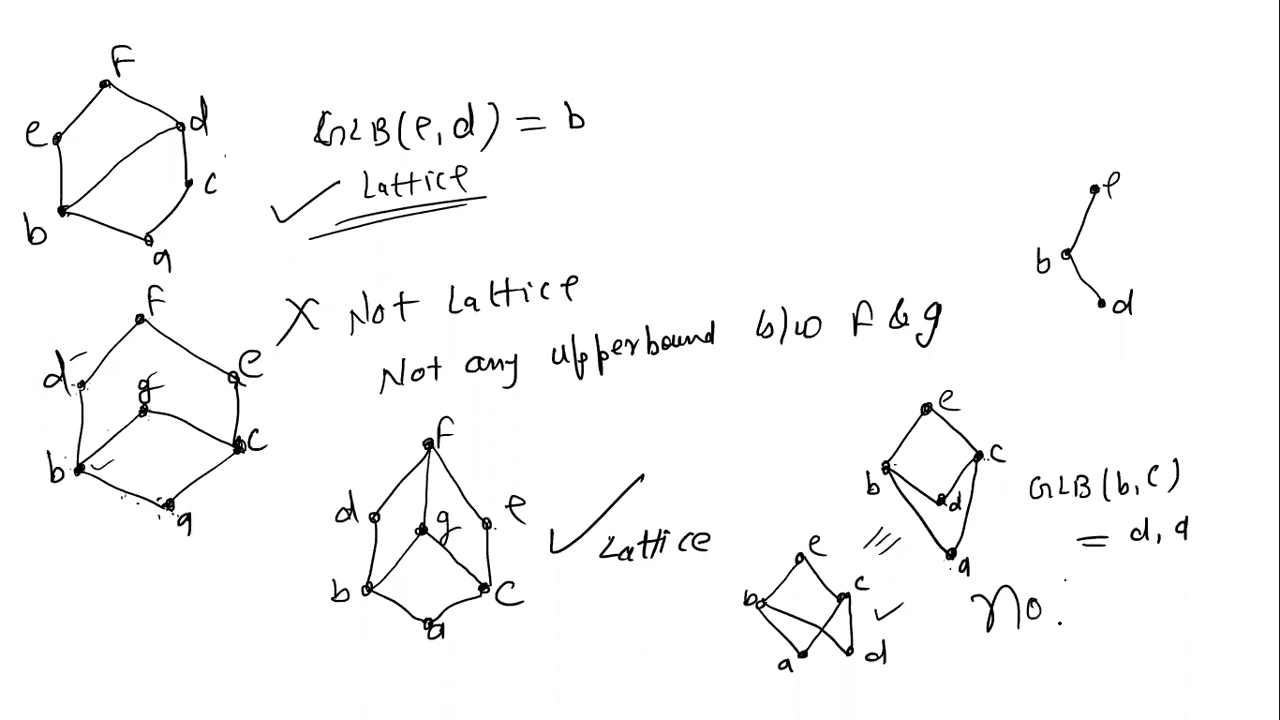 F
e
d
c
b
a
GLB(e,d) = b
✓ Lattice
F
d
e
g
c
b ✓
a
X Not Lattice
Not any upperbound b/w F & g
e
b
d
F
d
g
e
b
c
a
✓ Lattice
e
b
c
d
a
GLB(b,c)
= d, a
No.
e
b
c
✓
a
d